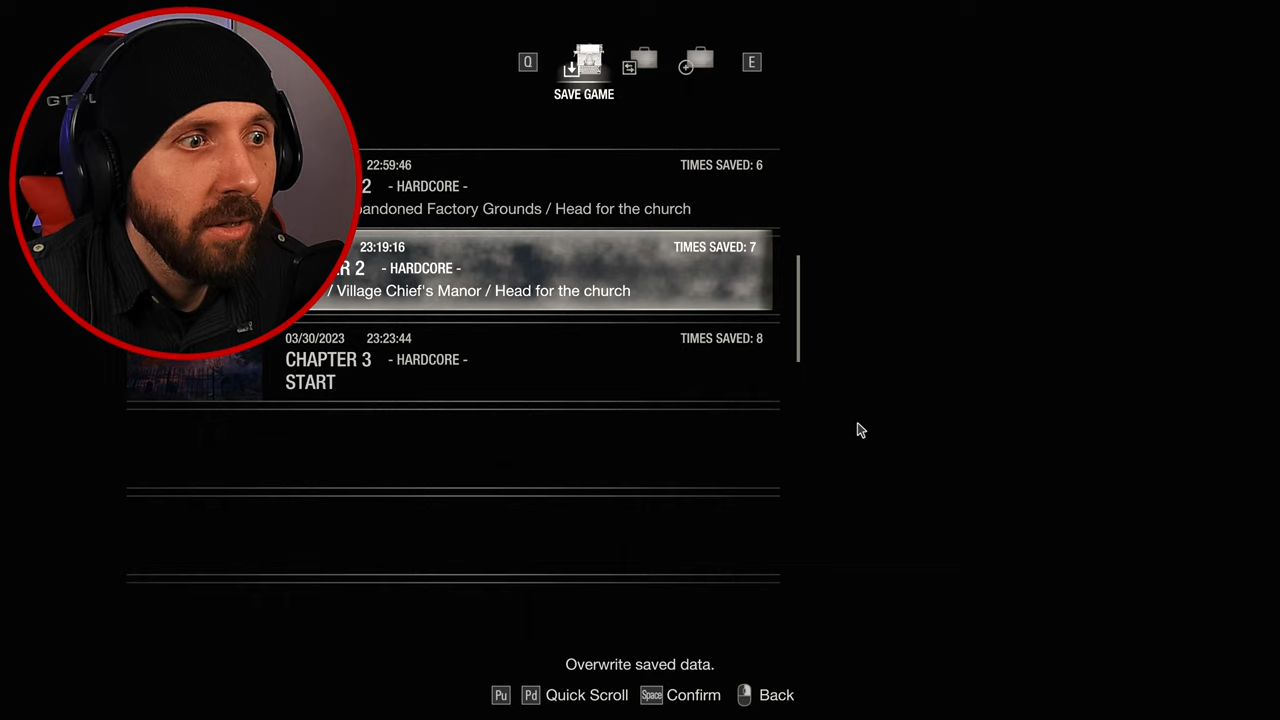 Q
E
SAVE GAME
22:59:46
TIMES SAVED: 6
2 - HARDCORE -
andoned Factory Grounds / Head for the church
23:19:16
TIMES SAVED: 7
R 2 - HARDCORE -
/ Village Chief's Manor / Head for the church
03/30/2023 23:23:44
TIMES SAVED: 8
CHAPTER 3 - HARDCORE -
START
Overwrite saved data.
Pu Pd Quick Scroll Space Confirm Back